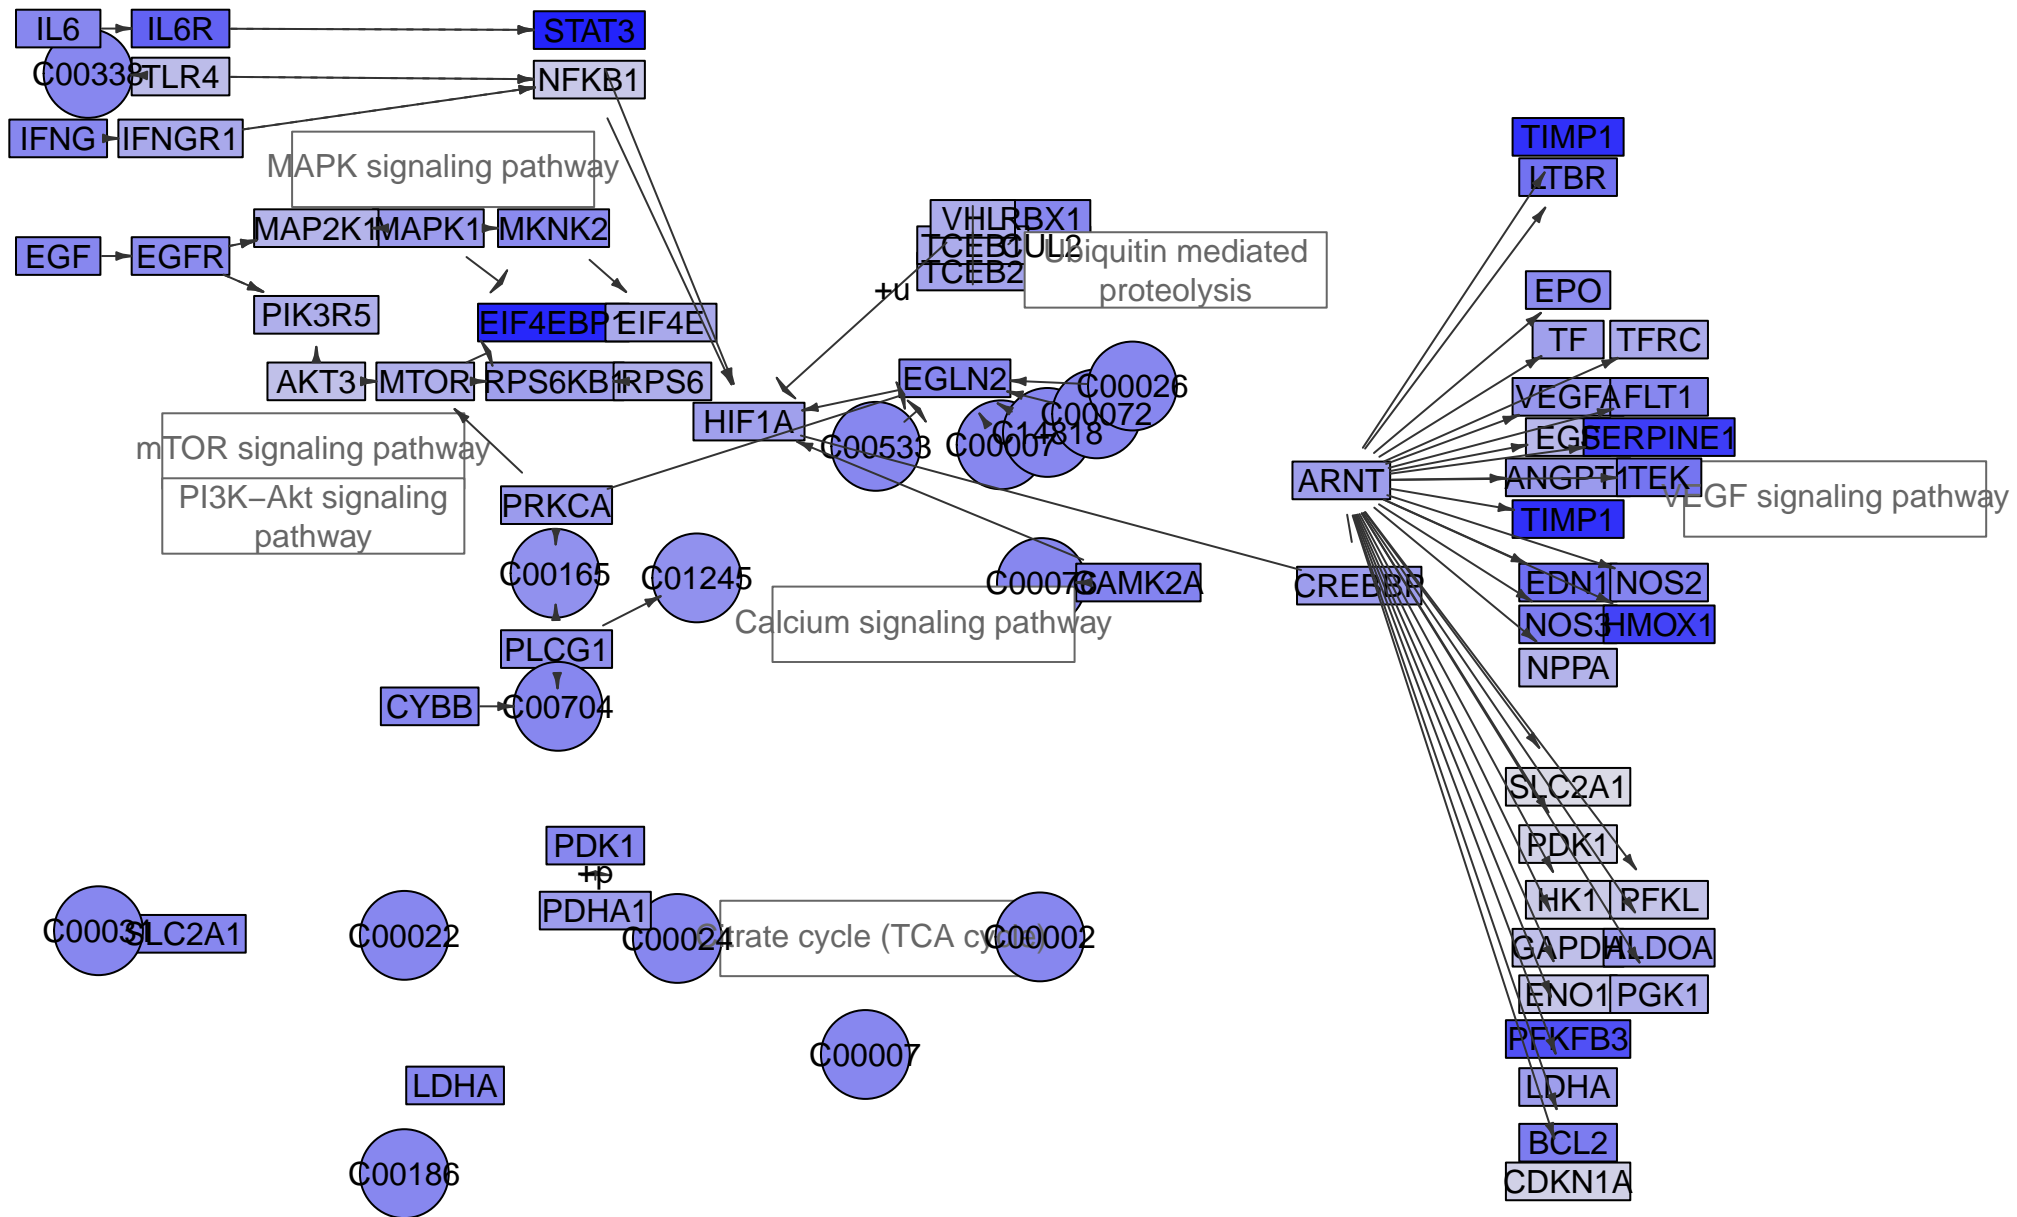 IL6
IL6R
STAT3
C00338
TLR4
NFKB1
IFNG
IFNGR1
MAPK signaling pathway
MAP2K1
MAPK1
MKNK2
EGF
EGFR
PIK3R5
EIF4EBP1
EIF4E
AKT3
MTOR
RPS6KB1
RPS6
mTOR signaling pathway
PI3K−Akt signaling
pathway
HIF1A
VHL
RBX1
TCEB1
CUL2
TCEB2
Ubiquitin mediated
proteolysis
+u
EGLN2
C00026
C00072
C14818
C00007
C00533
PRKCA
C00165
C01245
PLCG1
C00704
CYBB
C00076
CAMK2A
Calcium signaling pathway
CREBBP
ARNT
TIMP1
LTBR
EPO
TF
TFRC
VEGFA
FLT1
EGF
SERPINE1
ANGPT1
TEK
VEGF signaling pathway
TIMP1
EDN1
NOS2
NOS3
HMOX1
NPPA
SLC2A1
PDK1
HK1
PFKL
GAPDH
ALDOA
ENO1
PGK1
PFKFB3
LDHA
BCL2
CDKN1A
PDK1
+p
PDHA1
C00031
SLC2A1
C00022
C00024
Citrate cycle (TCA cycle)
C00002
C00007
LDHA
C00186